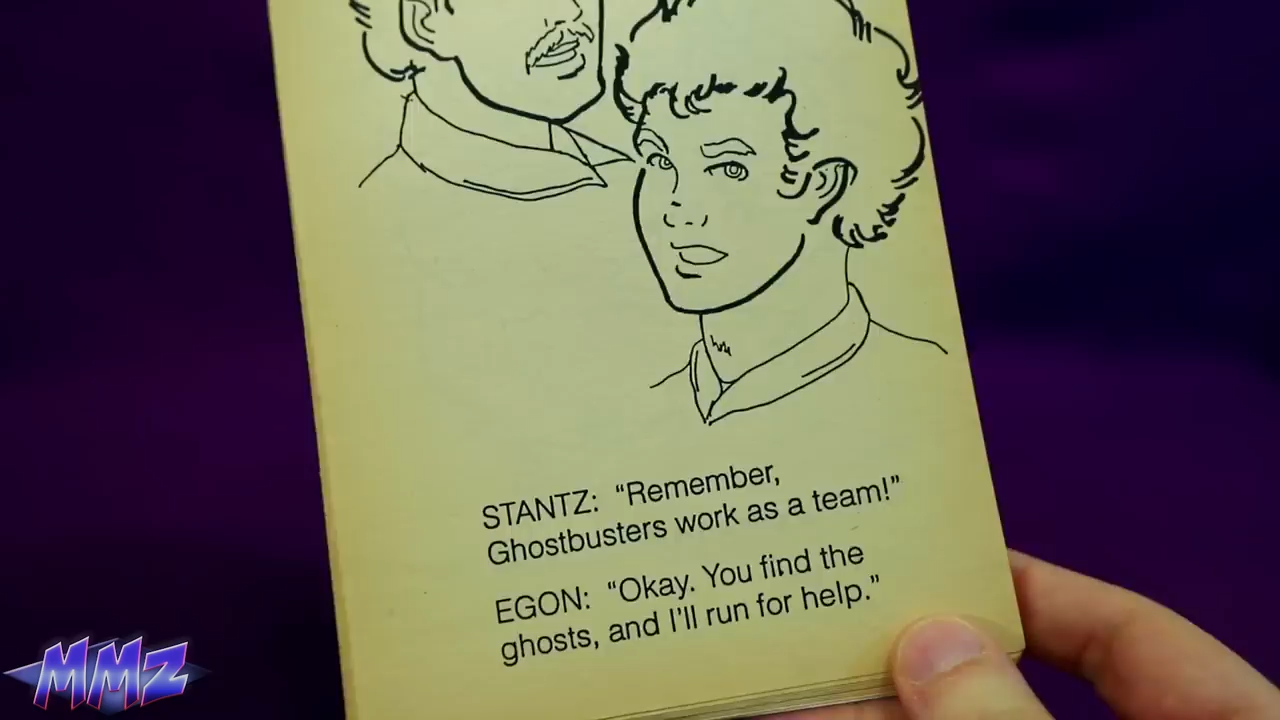 STANTZ: “Remember,
Ghostbusters work as a team!”
EGON: “Okay. You find the
ghosts, and I’ll run for help.”
MMZ